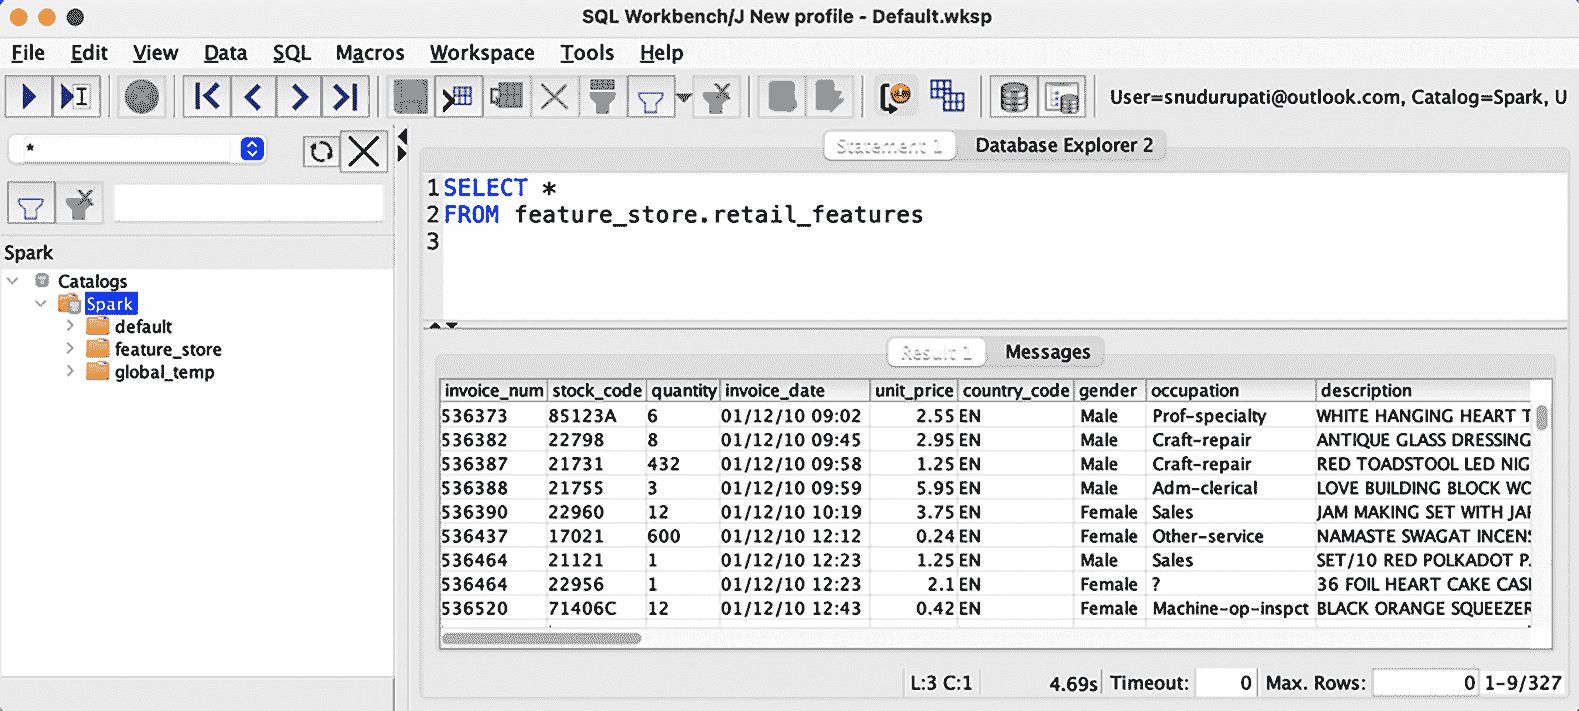 SQL Workbench/J New profile - Default.wksp
File Edit View Data SQL Macros Workspace Tools Help
User=snudurupati@outlook.com, Catalog=Spark, U
*
Statement 1 Database Explorer 2
1 SELECT *
2 FROM feature_store.retail_features
3
Spark
Catalogs
Spark
default
feature_store
global_temp
Result 1 Messages
invoice_num stock_code quantity invoice_date unit_price country_code gender occupation description
536373 85123A 6 01/12/10 09:02 2.55 EN Male Prof-specialty WHITE HANGING HEART T
536382 22798 8 01/12/10 09:45 2.95 EN Male Craft-repair ANTIQUE GLASS DRESSING
536387 21731 432 01/12/10 09:58 1.25 EN Male Craft-repair RED TOADSTOOL LED NIG
536388 21755 3 01/12/10 09:59 5.95 EN Male Adm-clerical LOVE BUILDING BLOCK WO
536390 22960 12 01/12/10 10:19 3.75 EN Female Sales JAM MAKING SET WITH JAR
536437 17021 600 01/12/10 12:12 0.24 EN Female Other-service NAMASTE SWAGAT INCENS
536464 21121 1 01/12/10 12:23 1.25 EN Male Sales SET/10 RED POLKADOT P
536464 22956 1 01/12/10 12:23 2.1 EN Female ? 36 FOIL HEART CAKE CAS
536520 71406C 12 01/12/10 12:43 0.42 EN Female Machine-op-inspct BLACK ORANGE SQUEEZER
L:3 C:1 4.69s Timeout: 0 Max. Rows: 0 1-9/327